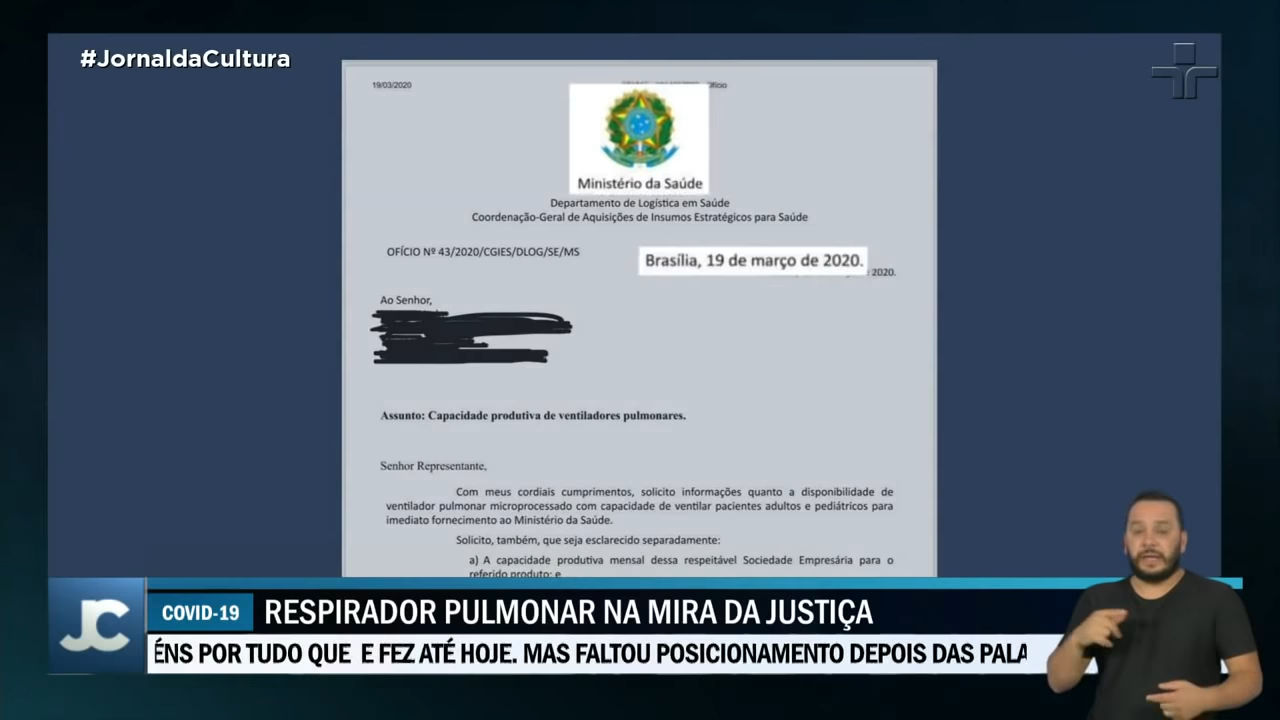 #JornaldaCultura
19/03/2020
Ministério da Saúde
Departamento de Logística em Saúde
Coordenação-Geral de Aquisições de Insumos Estratégicos para Saúde
OFÍCIO Nº 43/2020/CGIES/DLOG/SE/MS
Brasília, 19 de março de 2020.
2020.
Ao Senhor,
Assunto: Capacidade produtiva de ventiladores pulmonares.
Senhor Representante,
Com meus cordiais cumprimentos, solicito informações quanto a disponibilidade de
ventilador pulmonar microprocessado com capacidade de ventilar pacientes adultos e pediátricos para
imediato fornecimento ao Ministério da Saúde.
Solicito, também, que seja esclarecido separadamente:
a) A capacidade produtiva mensal dessa respeitável Sociedade Empresária para o
referido produto; e
JC
COVID-19
RESPIRADOR PULMONAR NA MIRA DA JUSTIÇA
ÉNS POR TUDO QUE E FEZ ATÉ HOJE. MAS FALTOU POSICIONAMENTO DEPOIS DAS PALA